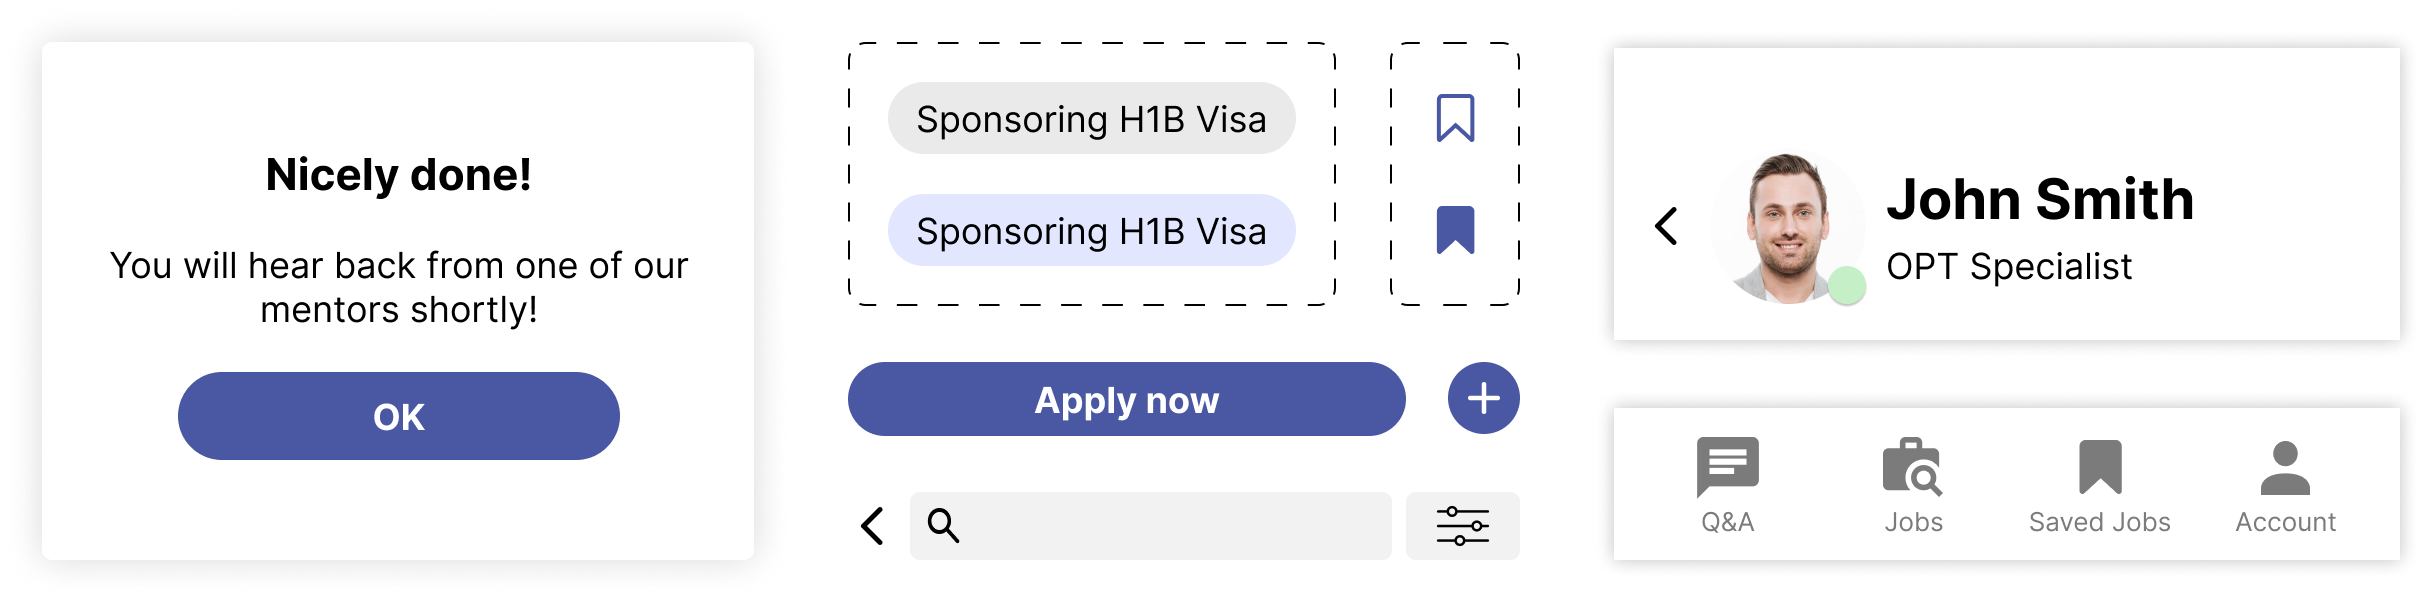 Nicely done!
You will hear back from one of our
mentors shortly!
OK
Sponsoring H1B Visa
Sponsoring H1B Visa
Apply now
John Smith
OPT Specialist
Q&A
Jobs
Saved Jobs
Account